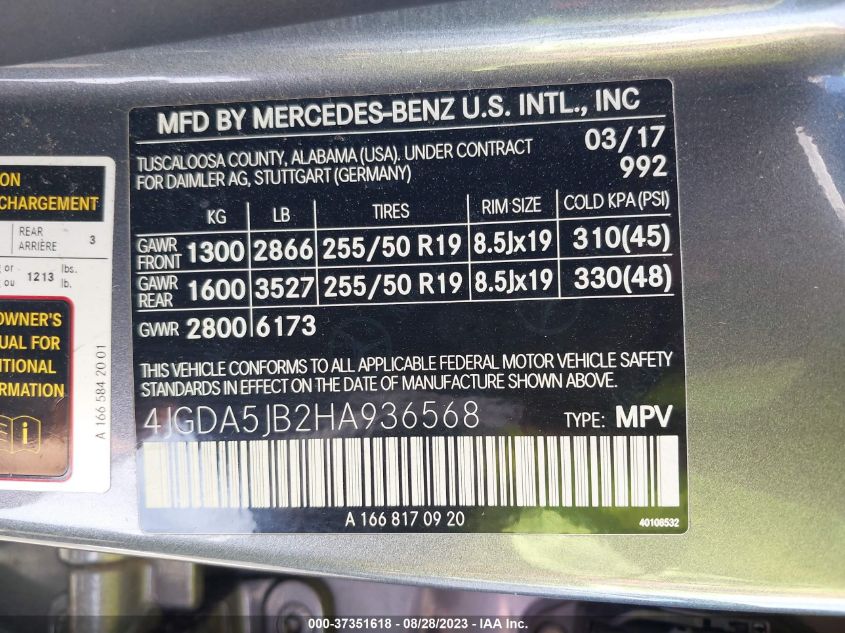 MFD BY MERCEDES-BENZ U.S. INTL., INC
TUSCALOOSA COUNTY, ALABAMA (USA). UNDER CONTRACT 03/17
FOR DAIMLER AG, STUTTGART (GERMANY) 992
KG LB TIRES RIM SIZE COLD KPA (PSI)
GAWR FRONT 1300 2866 255/50 R19 8.5Jx19 310(45)
GAWR REAR 1600 3527 255/50 R19 8.5Jx19 330(48)
GVWR 2800 6173
THIS VEHICLE CONFORMS TO ALL APPLICABLE FEDERAL MOTOR VEHICLE SAFETY
STANDARDS IN EFFECT ON THE DATE OF MANUFACTURE SHOWN ABOVE.
4JGDA5JB2HA936568 TYPE: MPV
A 166 817 09 20 40108532
ON
CHARGEMENT
REAR
ARRIÈRE 3
or 1213 lbs.
ou lb.
OWNER'S
UAL FOR
ITIONAL
ORMATION
i
A 166 584 20 01
000-37351618 - 08/28/2023 - IAA Inc.